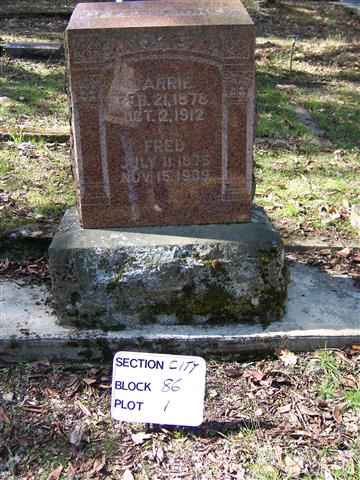 CARRIE
FEB. 21, 1878
OCT. 2, 1912
FRED
JULY 11, 1875
NOV. 15, 1939
SECTION CITY
BLOCK 86
PLOT 1